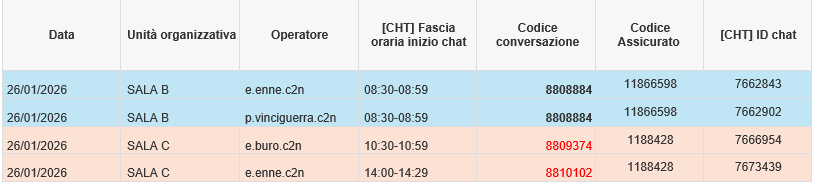 Data Unità organizzativa Operatore [CHT] Fascia oraria inizio chat Codice conversazione Codice Assicurato [CHT] ID chat
26/01/2026 SALA B e.enne.c2n 08:30-08:59 8808884 11866598 7662843
26/01/2026 SALA B p.vinciguerra.c2n 08:30-08:59 8808884 11866598 7662902
26/01/2026 SALA C e.buro.c2n 10:30-10:59 8809374 1188428 7666954
26/01/2026 SALA C e.enne.c2n 14:00-14:29 8810102 1188428 7673439